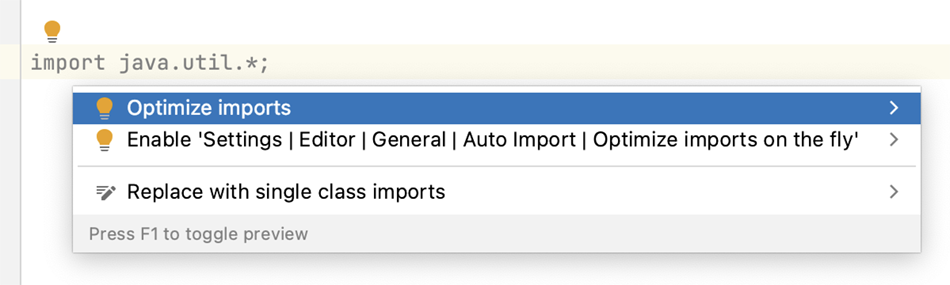 import java.util.*;
Optimize imports
Enable 'Settings | Editor | General | Auto Import | Optimize imports on the fly'
Replace with single class imports
Press F1 to toggle preview